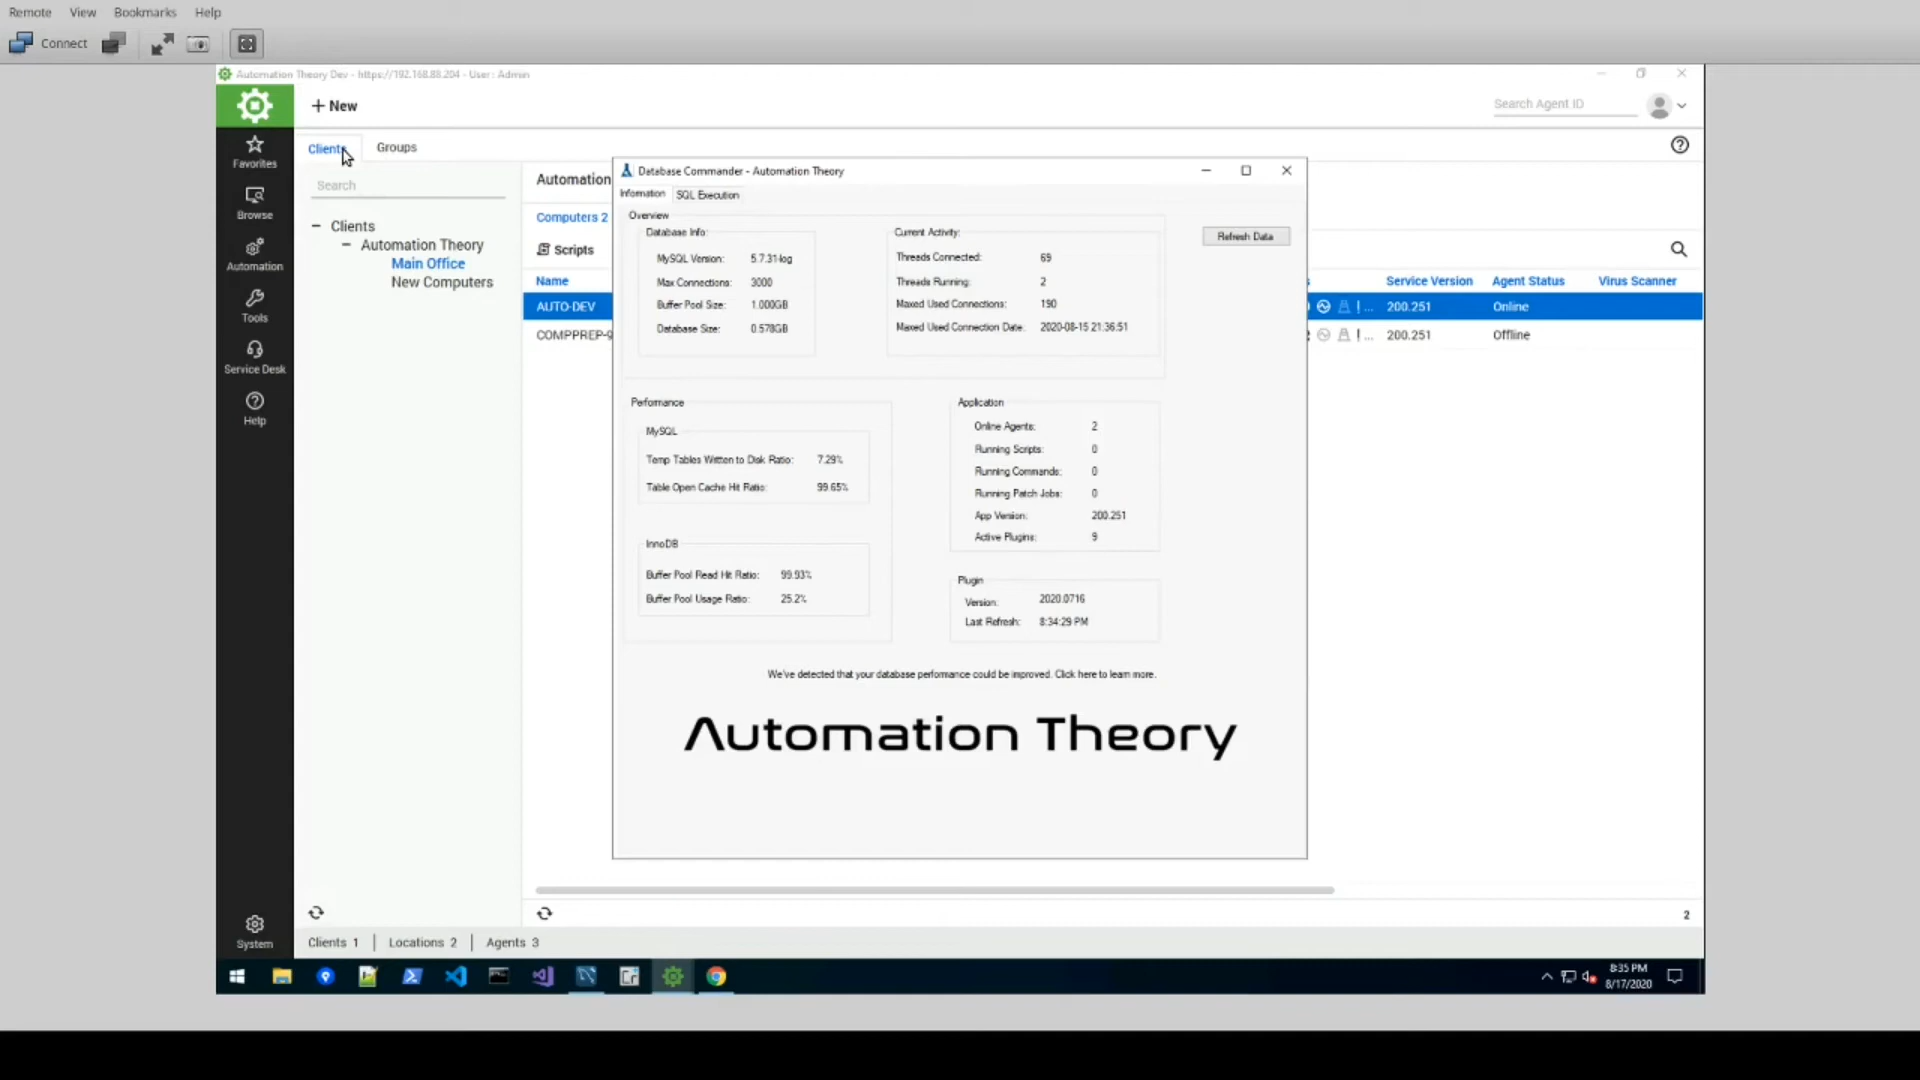 Remote View Bookmarks Help
Connect
Automation Theory Dev - https://192.168.88.204 - User : Admin
+ New
Search Agent ID
Favorites
Browse
Automation
Tools
Service Desk
Help
System
Clients Groups
Search
Clients
Automation Theory
Main Office
New Computers
Automation
Computers 2
Scripts
Name
AUTO-DEV
COMPPREP-9
Service Version Agent Status Virus Scanner
200.251 Online
200.251 Offline
Database Commander - Automation Theory
Information SQL Execution
Overview
Database Info:
MySQL Version: 5.7.31-log
Max Connections: 3000
Buffer Pool Size: 1.000GB
Database Size: 0.578GB
Current Activity:
Threads Connected: 69
Threads Running: 2
Maxed Used Connections: 190
Maxed Used Connection Date: 2020-08-15 21:36:51
Refresh Data
Performance
MySQL
Temp Tables Written to Disk Ratio: 7.29%
Table Open Cache Hit Ratio: 99.65%
InnoDB
Buffer Pool Read Hit Ratio: 99.93%
Buffer Pool Usage Ratio: 25.2%
Application
Online Agents: 2
Running Scripts: 0
Running Commands: 0
Running Patch Jobs: 0
App Version: 200.251
Active Plugins: 9
Plugin
Version: 2020.0716
Last Refresh: 8:34:29 PM
We've detected that your database performance could be improved. Click here to learn more.
Automation Theory
2
Clients 1 Locations 2 Agents 3
8:35 PM
8/17/2020